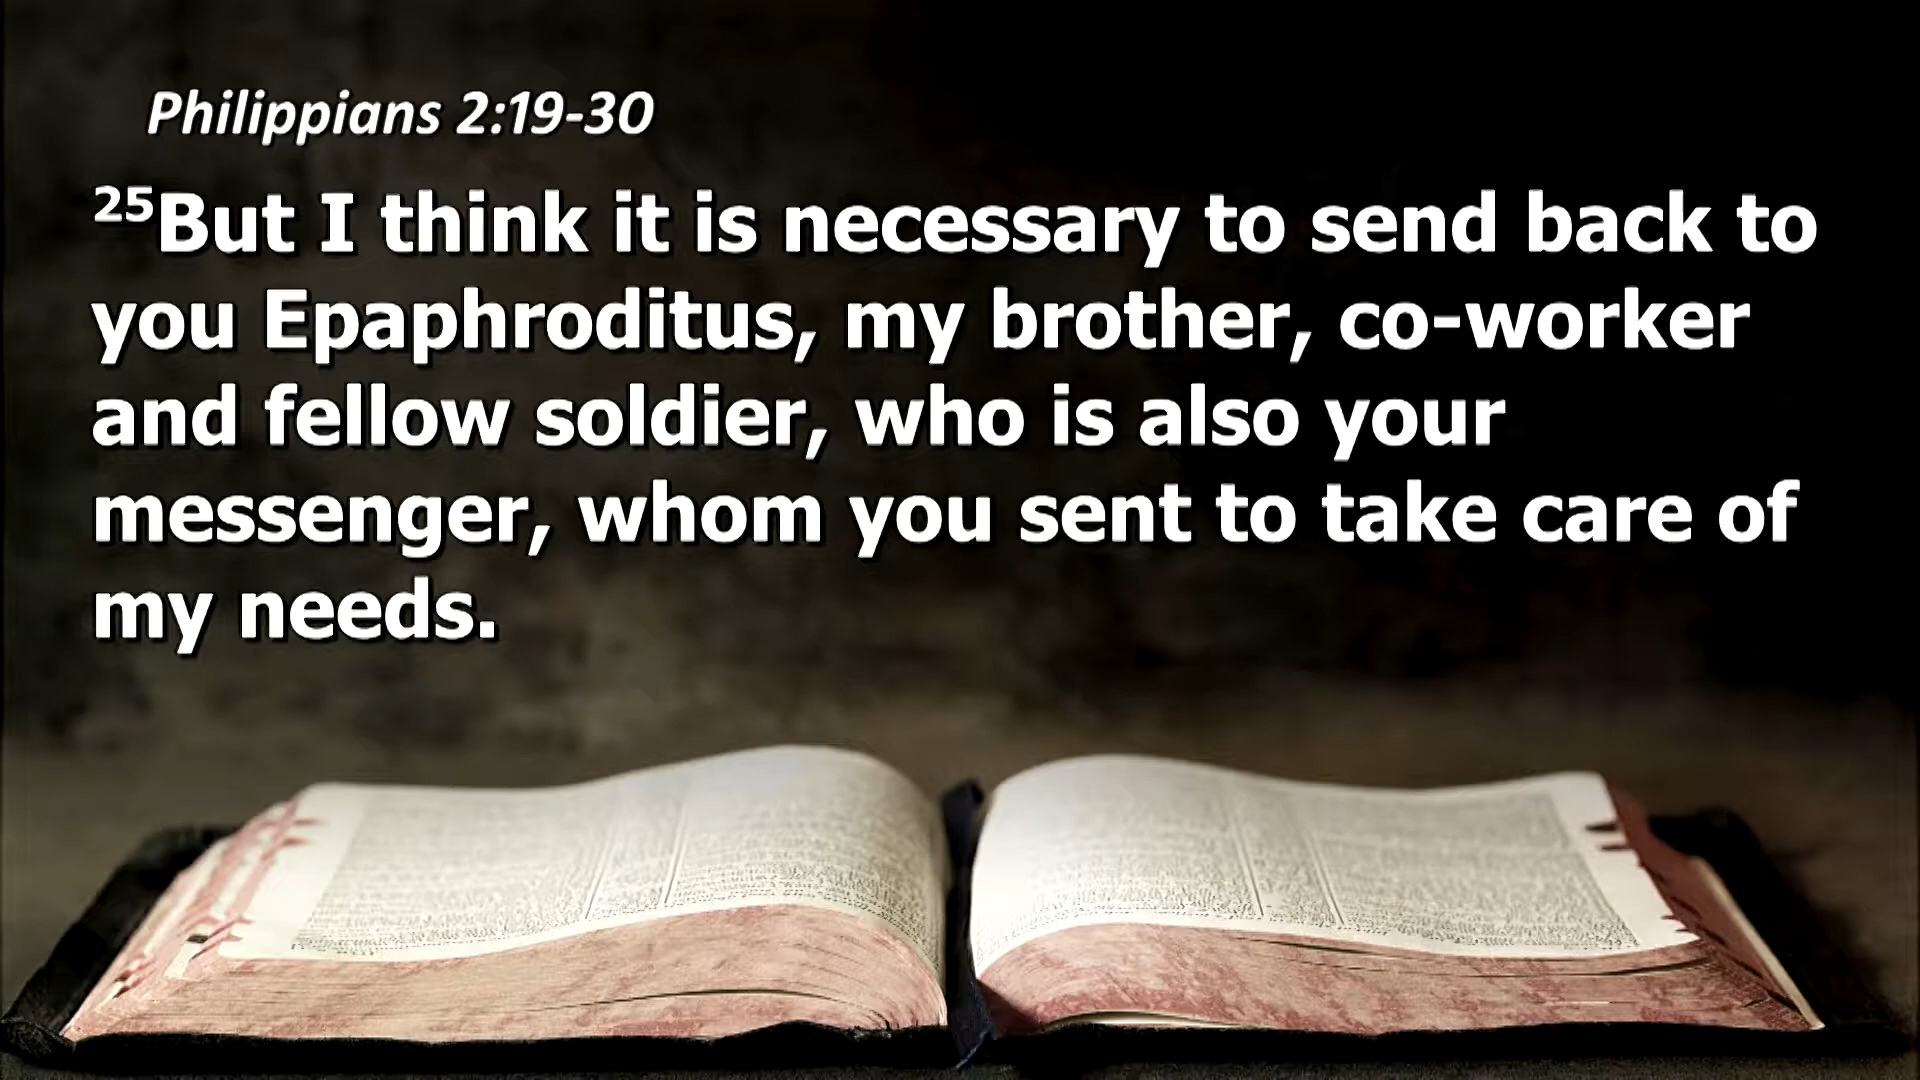 Philippians 2:19-30
25But I think it is necessary to send back to
you Epaphroditus, my brother, co-worker
and fellow soldier, who is also your
messenger, whom you sent to take care of
my needs.